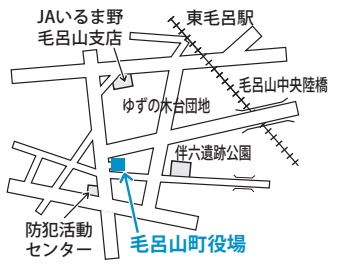 JAいるま野
毛呂山支店
東毛呂駅
毛呂山中央陸橋
ゆずの木台団地
伴六遺跡公園
防犯活動
センター
毛呂山町役場